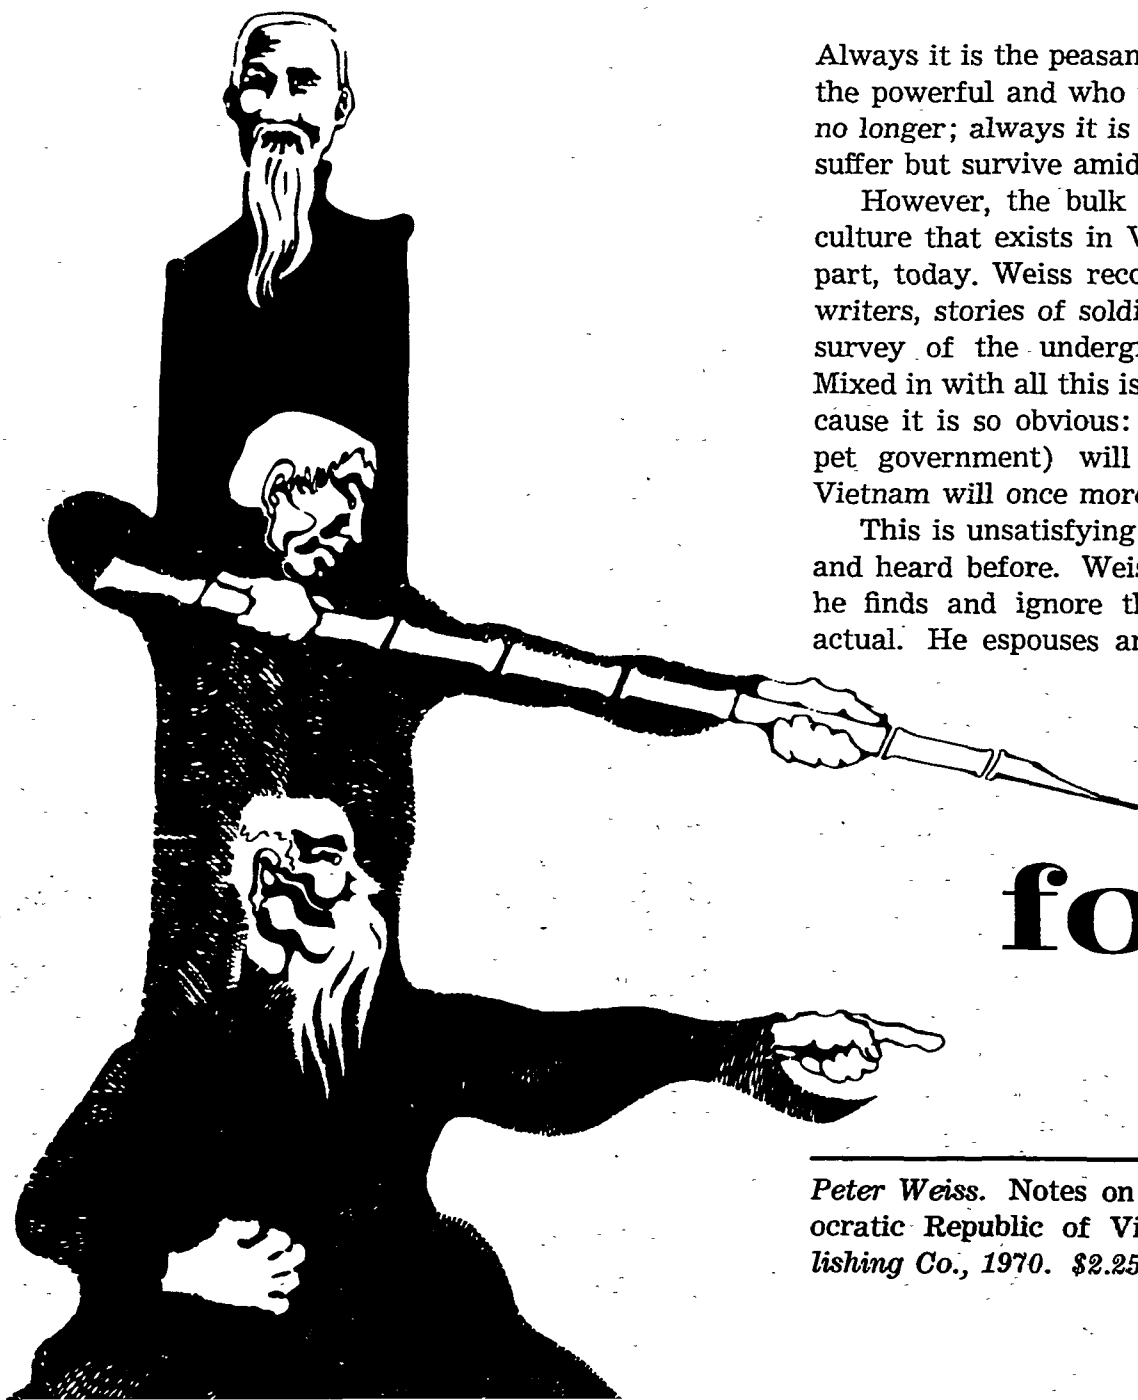 Always it is the peasan
the powerful and who
no longer; always it is
suffer but survive amid
However, the bulk
culture that exists in V
part, today. Weiss reco
writers, stories of soldi
survey of the undergr
Mixed in with all this is
cause it is so obvious:
pet government) will
Vietnam will once more
This is unsatisfying
and heard before. Weis
he finds and ignore th
actual. He espouses an
fo
Peter Weiss. Notes on
ocratic Republic of Vi
lishing Co., 1970. $2.25